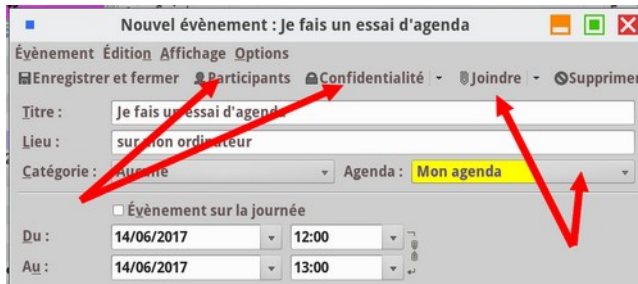 Nouvel évènement : Je fais un essai d'agenda
Évènement Édition Affichage Options
Enregistrer et fermer Participants Confidentialité Joindre Supprimer
Titre : Je fais un essai d'agenda
Lieu : sur mon ordinateur
Catégorie : Aucune Agenda : Mon agenda
Évènement sur la journée
Du : 14/06/2017 12:00
Au : 14/06/2017 13:00